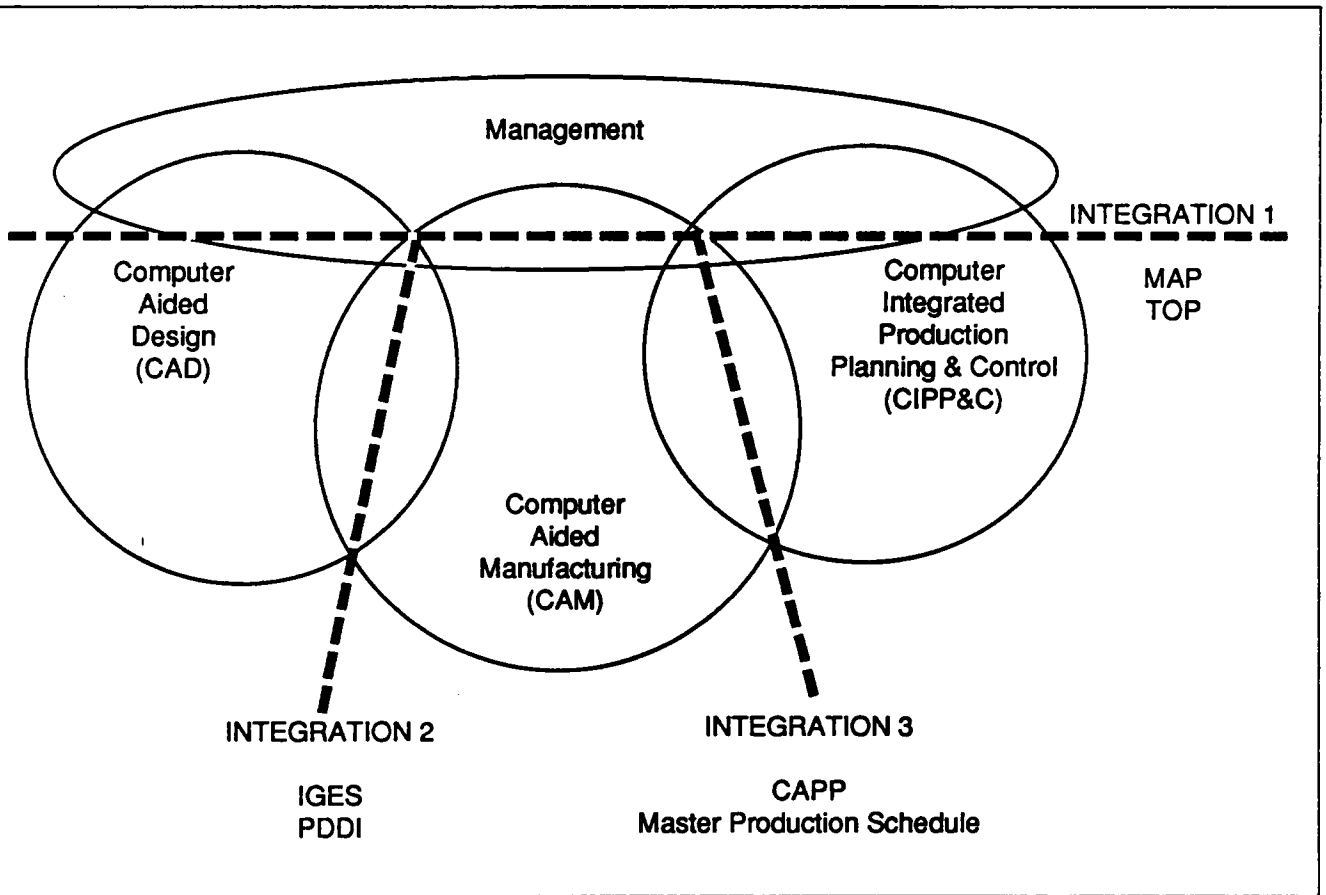 Management
INTEGRATION 1
MAP
TOP
Computer
Aided
Design
(CAD)
Computer
Integrated
Production
Planning & Control
(CIPP&C)
Computer
Aided
Manufacturing
(CAM)
INTEGRATION 2
IGES
PDDI
INTEGRATION 3
CAPP
Master Production Schedule